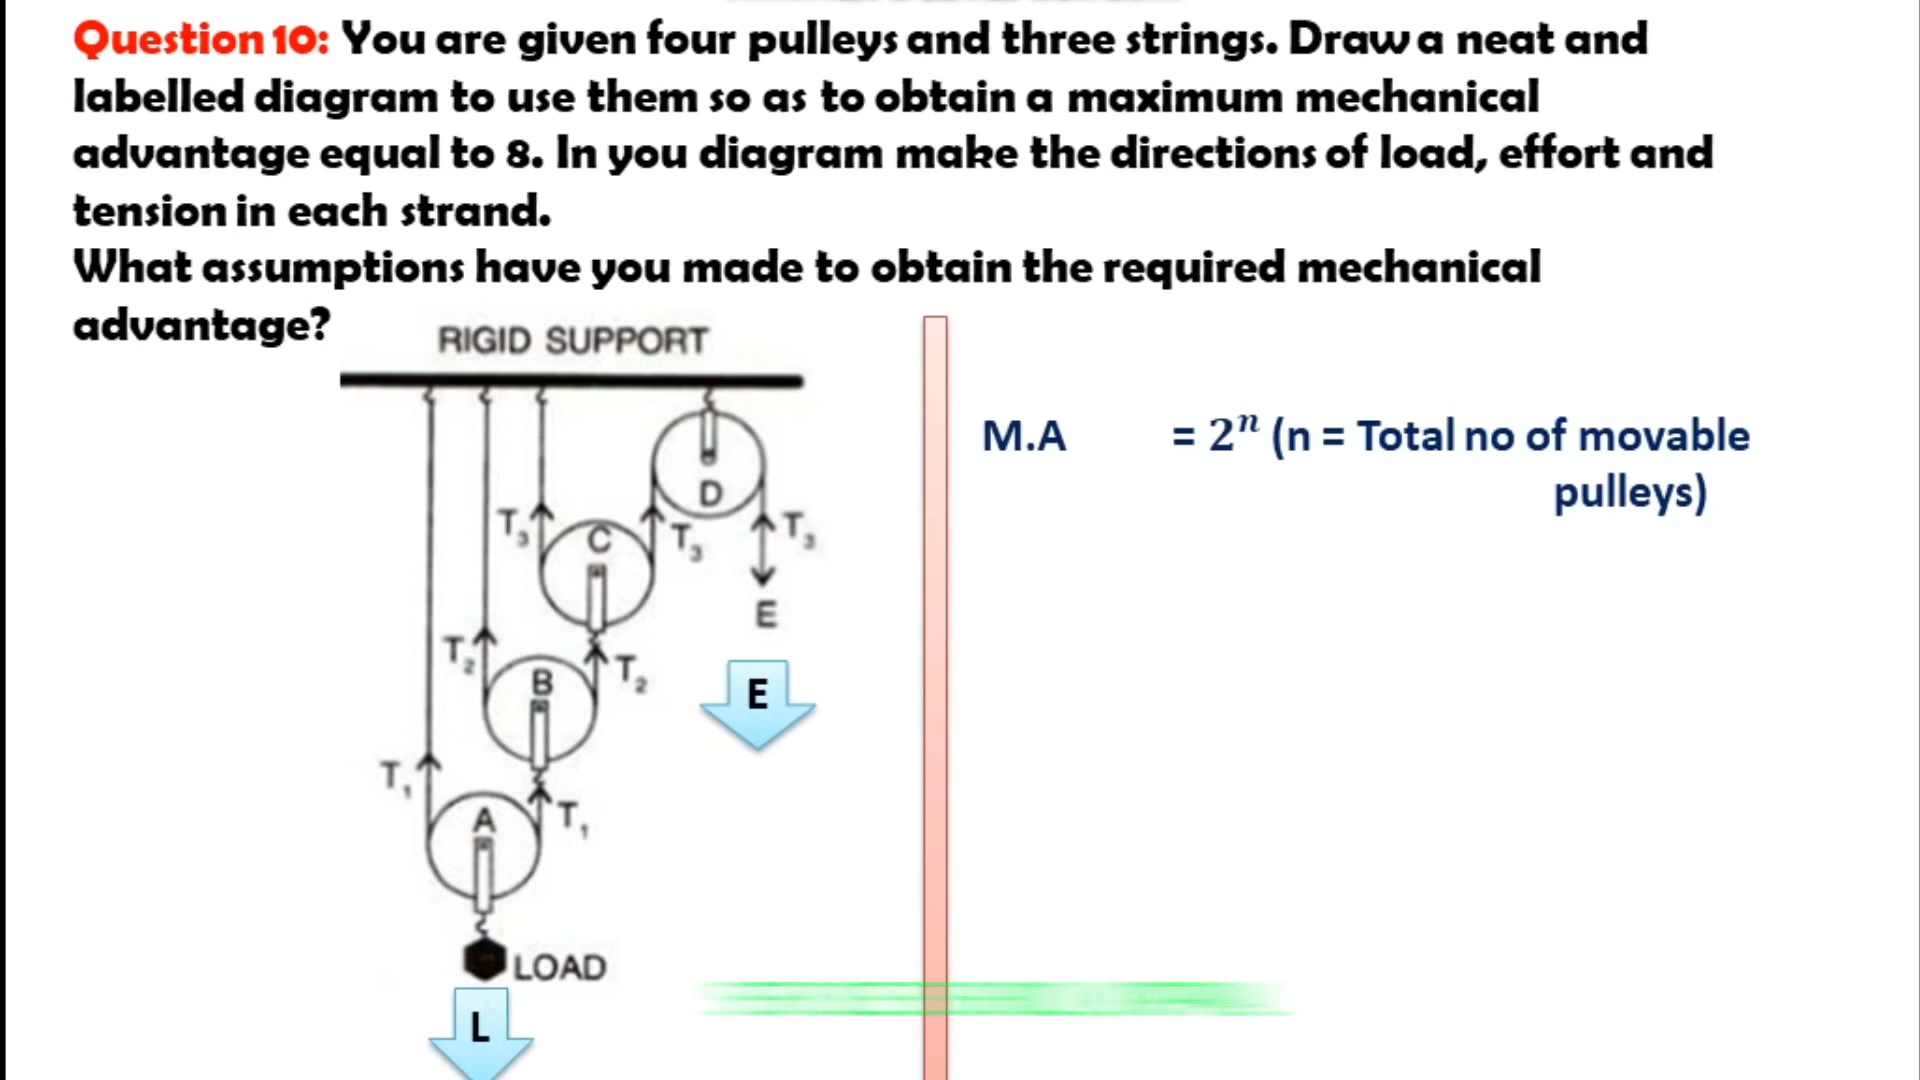 Question 10: You are given four pulleys and three strings. Draw a neat and
labelled diagram to use them so as to obtain a maximum mechanical
advantage equal to 8. In you diagram make the directions of load, effort and
tension in each strand.
What assumptions have you made to obtain the required mechanical
advantage?
RIGID SUPPORT
M.A = 2ⁿ (n = Total no of movable
pulleys)
D
T₃ C T₃ T₃
E
T₂ B T₂
E
T₁ A T₁
LOAD
L